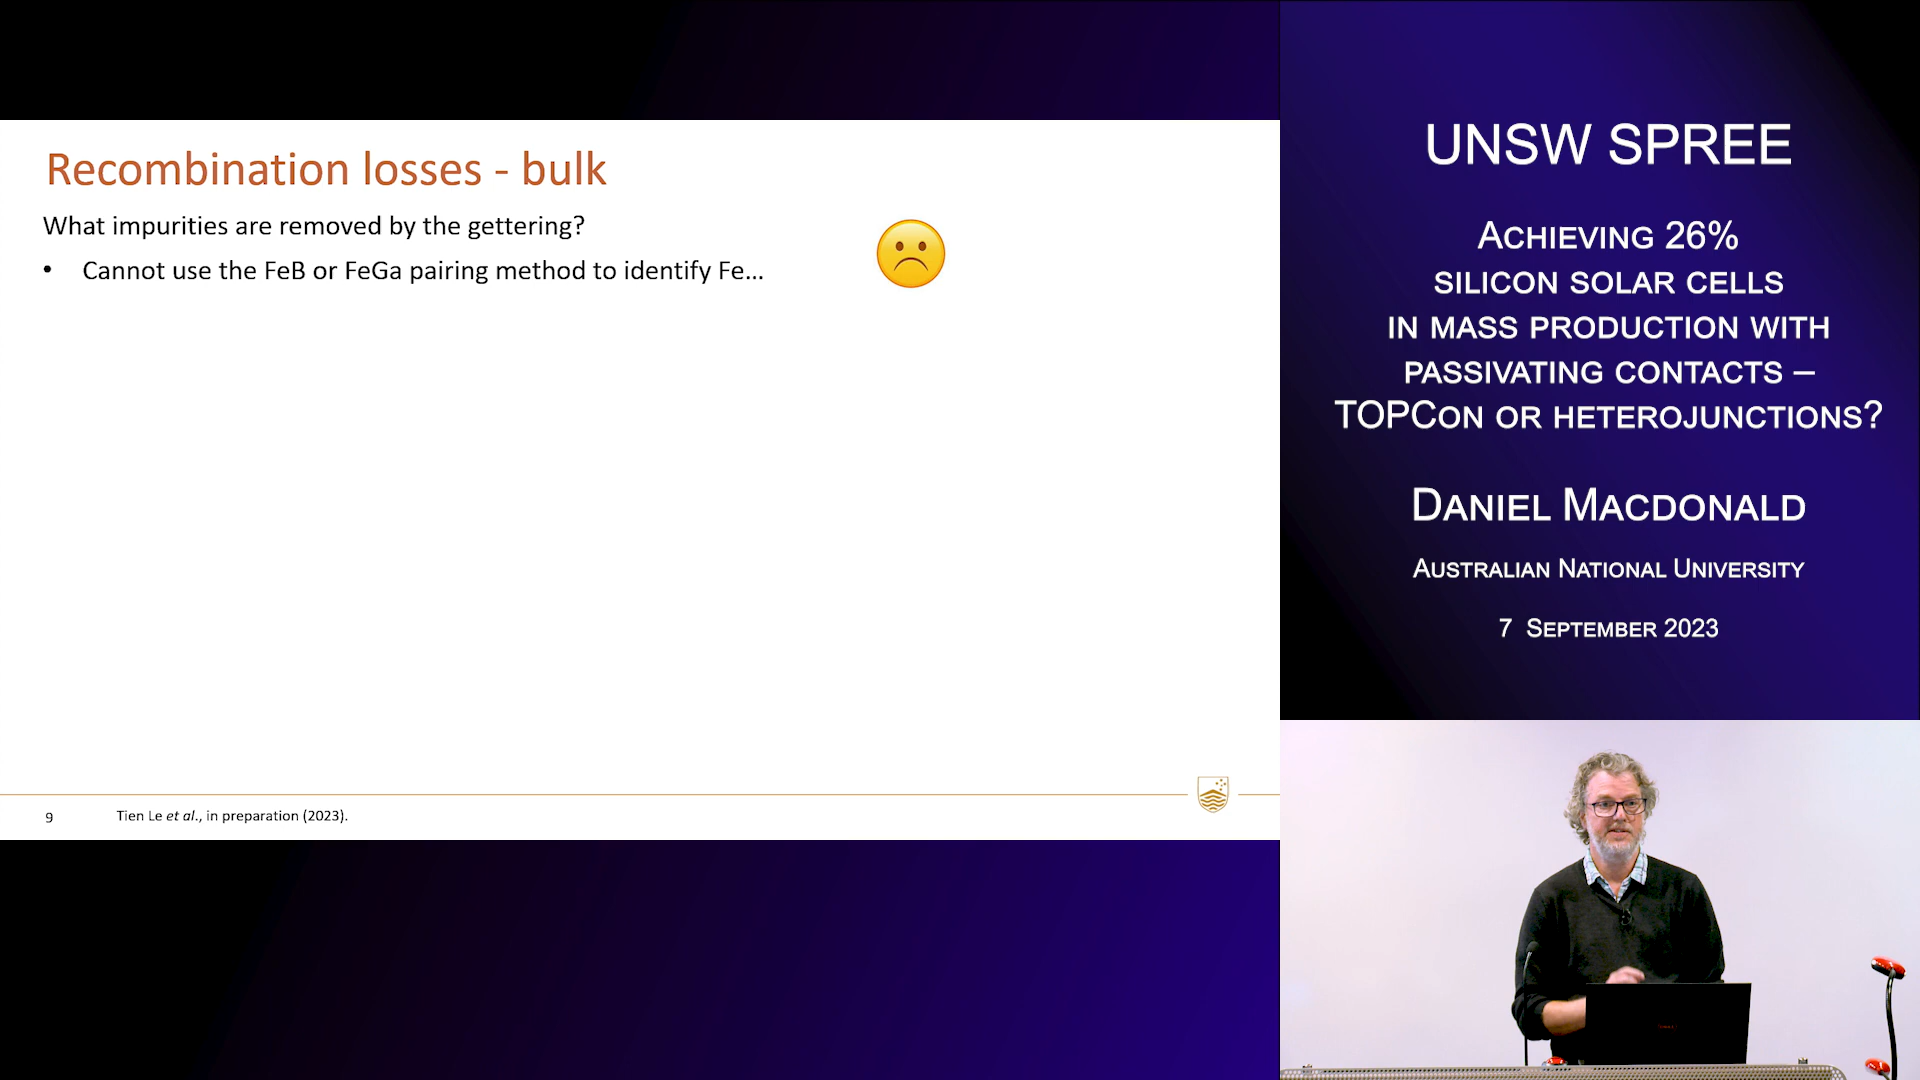 Recombination losses - bulk
What impurities are removed by the gettering?
• Cannot use the FeB or FeGa pairing method to identify Fe...
9
Tien Le et al., in preparation (2023).
UNSW SPREE
Achieving 26%
silicon solar cells
in mass production with
passivating contacts –
TOPCon or heterojunctions?
Daniel Macdonald
Australian National University
7 September 2023